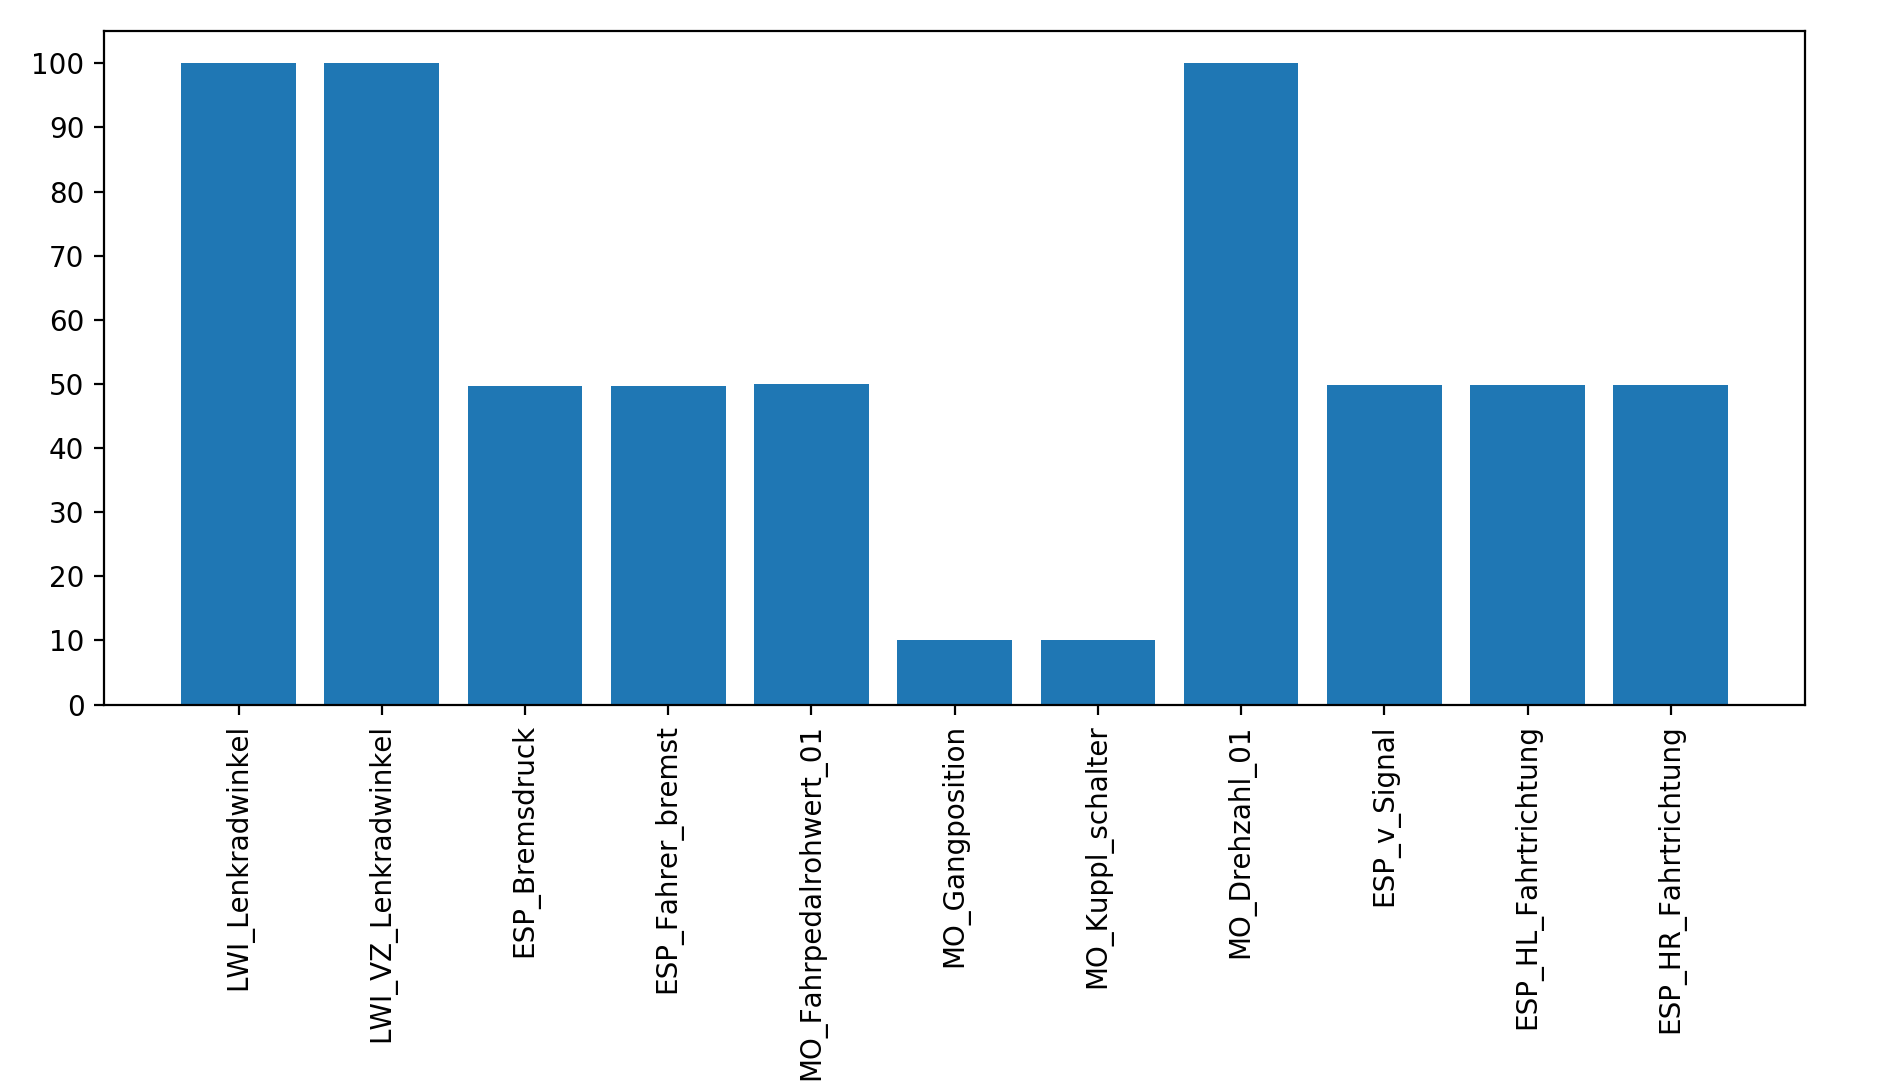 100
90
80
70
60
50
40
30
20
10
0
LWI_Lenkradwinkel
LWI_VZ_Lenkradwinkel
ESP_Bremsdruck
ESP_Fahrer_bremst
MO_Fahrpedalrohwert_01
MO_Gangposition
MO_Kuppl_schalter
MO_Drehzahl_01
ESP_v_Signal
ESP_HL_Fahrtrichtung
ESP_HR_Fahrtrichtung